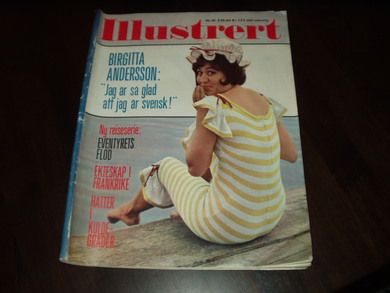 Illustrert
BIRGITTA
ANDERSSON:
"Jag är så glad
att jag är svensk!"
Ny reiseserie:
EVENTYRETS
FLOD
EKTESKAP I
FRANKRIKE
HATTER
I
KULDE-
GRADER